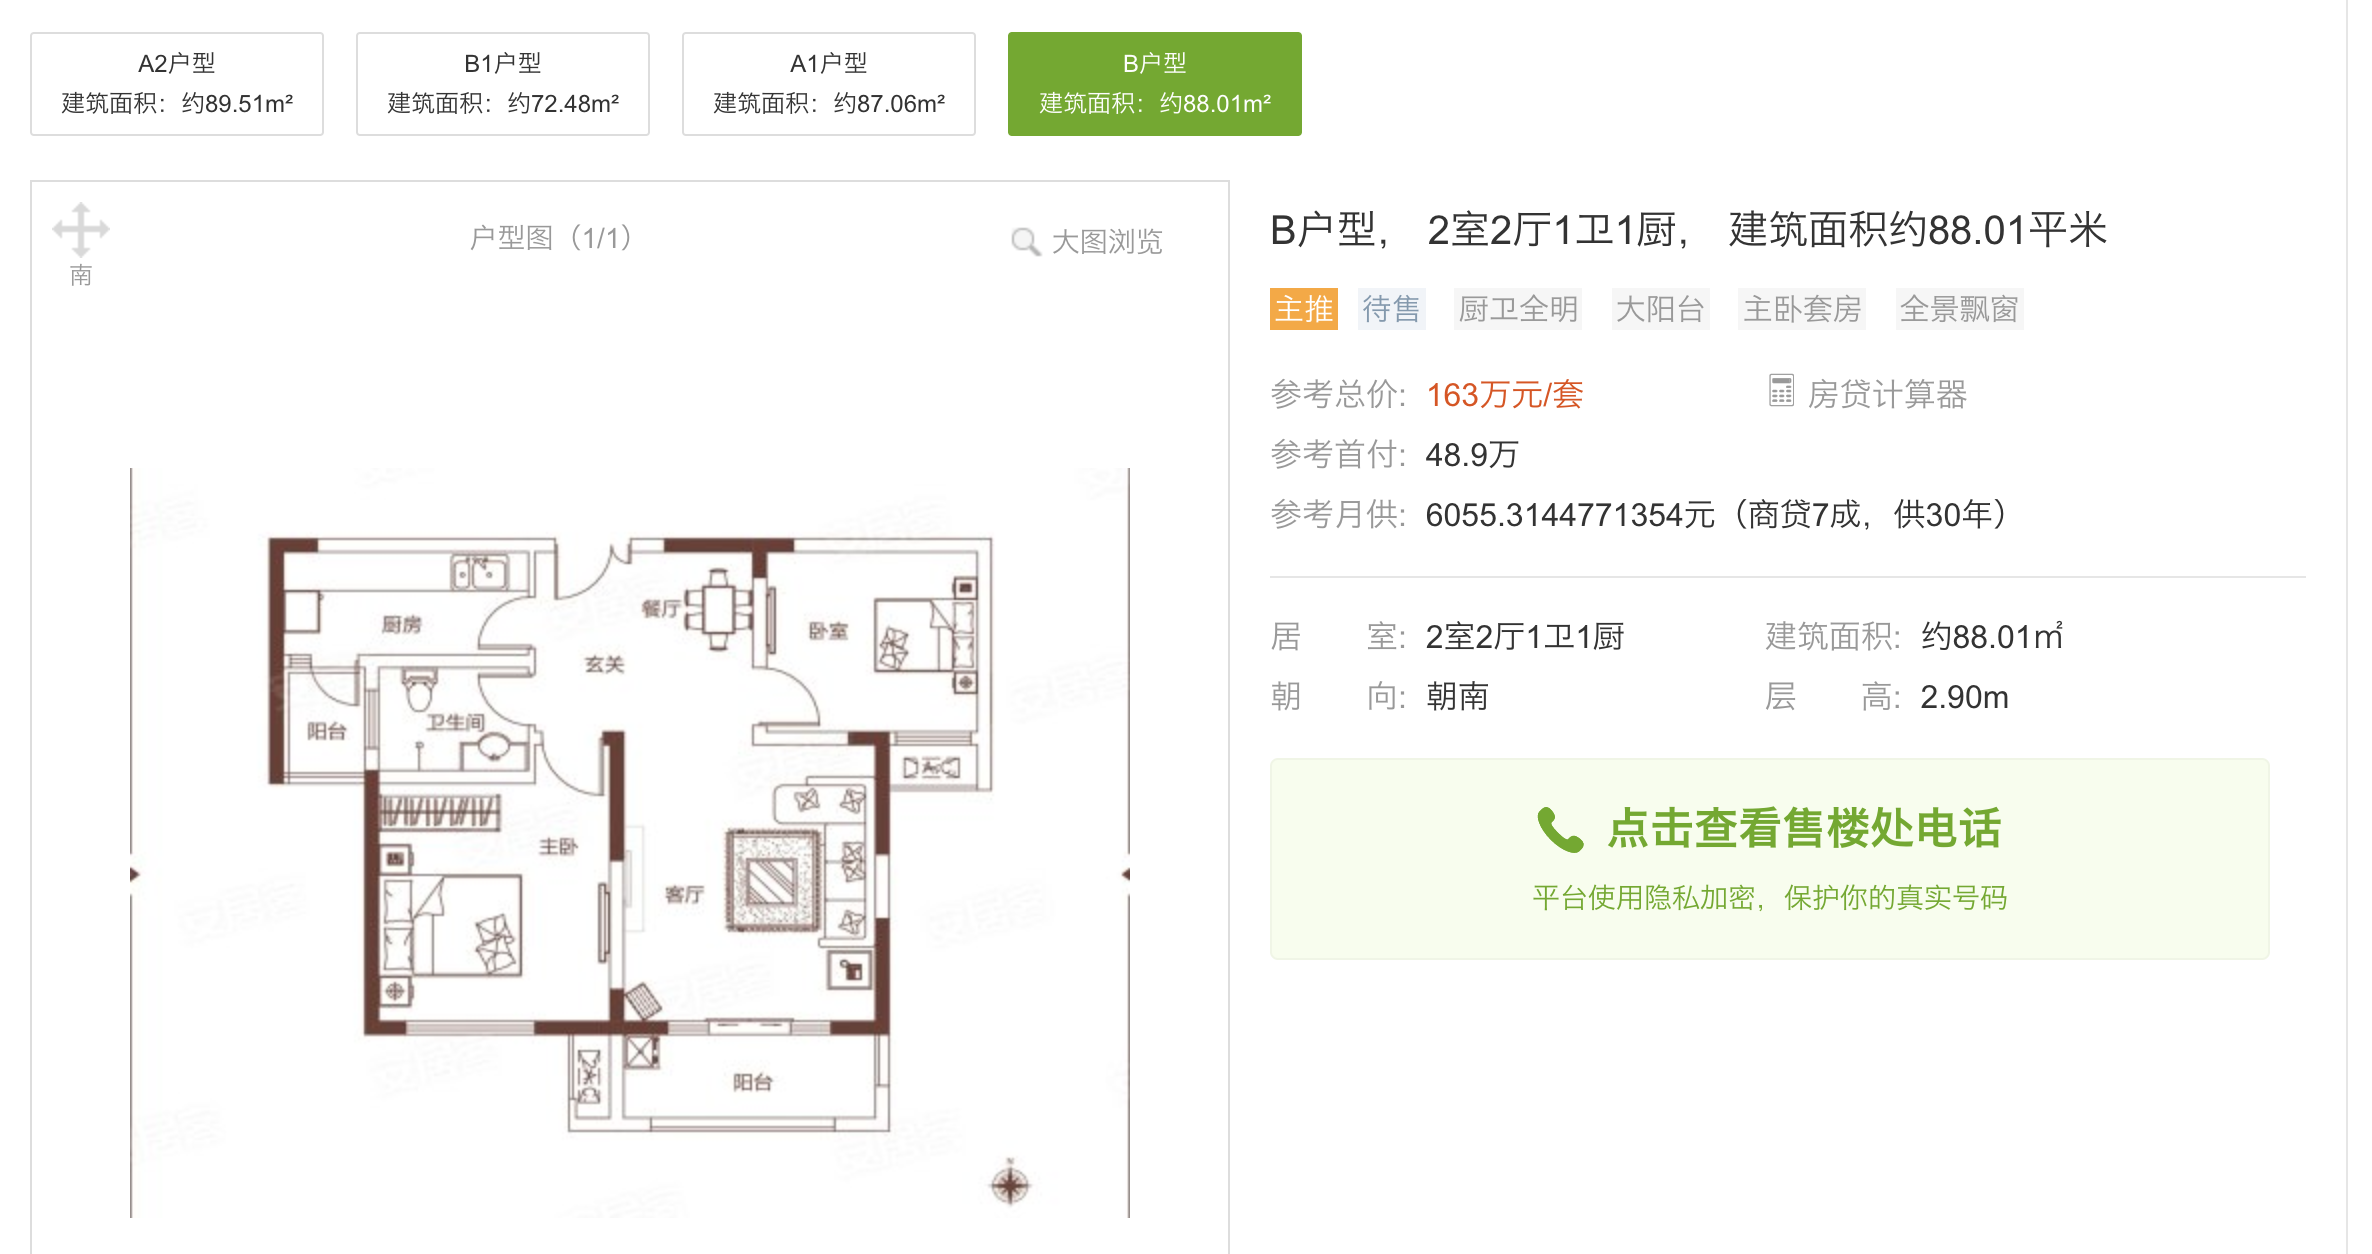 A2户型
建筑面积：约89.51m²
B1户型
建筑面积：约72.48m²
A1户型
建筑面积：约87.06m²
B户型
建筑面积：约88.01m²
南
户型图（1/1）
大图浏览
厨房
餐厅
卧室
玄关
卫生间
阳台
主卧
客厅
阳台
N
B户型， 2室2厅1卫1厨， 建筑面积约88.01平米
主推 待售 厨卫全明 大阳台 主卧套房 全景飘窗
参考总价: 163万元/套 房贷计算器
参考首付: 48.9万
参考月供: 6055.3144771354元（商贷7成，供30年）
居 室: 2室2厅1卫1厨 建筑面积: 约88.01㎡
朝 向: 朝南 层 高: 2.90m
点击查看售楼处电话
平台使用隐私加密，保护你的真实号码